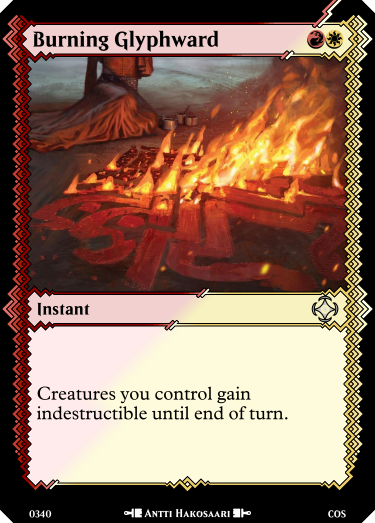 Burning Glyphward
Instant
Creatures you control gain
indestructible until end of turn.
0340
Antti Hakosaari
COS